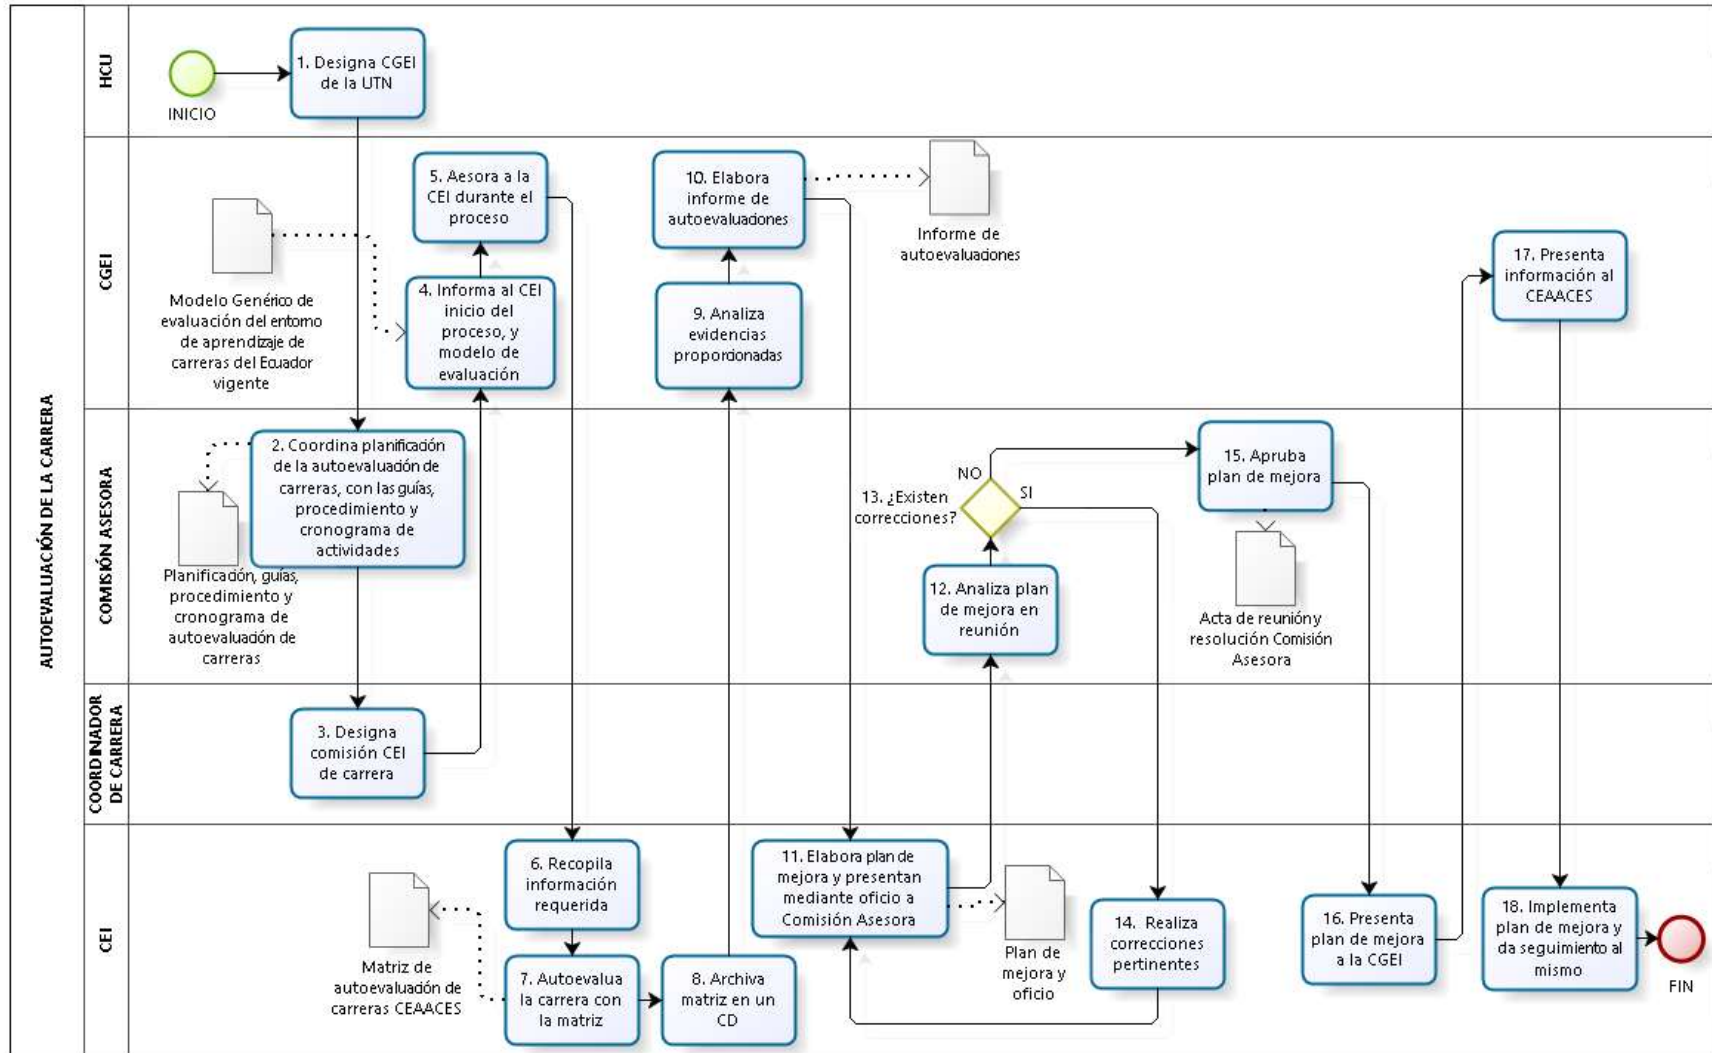 AUTOEVALUACIÓN DE LA CARRERA
HCU
INICIO
1. Designa CGEI
de la UTN
CGEI
Modelo Genérico de
evaluación del entorno
de aprendizaje de
carreras del Ecuador
vigente
5. Aesora a la
CEI durante el
proceso
4. Informa al CEI
inicio del
proceso, y
modelo de
evaluación
10. Elabora
informe de
autoevaluaciones
Informe de
autoevaluaciones
9. Analiza
evidencias
proporcionadas
17. Presenta
información al
CEAACES
COMISIÓN ASESORA
2. Coordina planificación
de la autoevaluación de
carreras, con las guías,
procedimiento y
cronograma de
actividades
Planificación, guías,
procedimiento y
cronograma de
autoevaluación de
carreras
13. ¿Existen
correcciones?
NO
SI
12. Analiza plan
de mejora en
reunión
15. Apruba
plan de mejora
Acta de reunión y
resolución Comisión
Asesora
COORDINADOR
DE CARRERA
3. Designa
comisión CEI
de carrera
CEI
Matriz de
autoevaluación de
carreras CEAACES
6. Recopila
información
requerida
7. Autoevalua
la carrera con
la matriz
8. Archiva
matriz en un
CD
11. Elabora plan de
mejora y presentan
mediante oficio a
Comisión Asesora
Plan de
mejora y
oficio
14. Realiza
correcciones
pertinentes
16. Presenta
plan de mejora
a la CGEI
18. Implementa
plan de mejora y
da seguimiento al
mismo
FIN